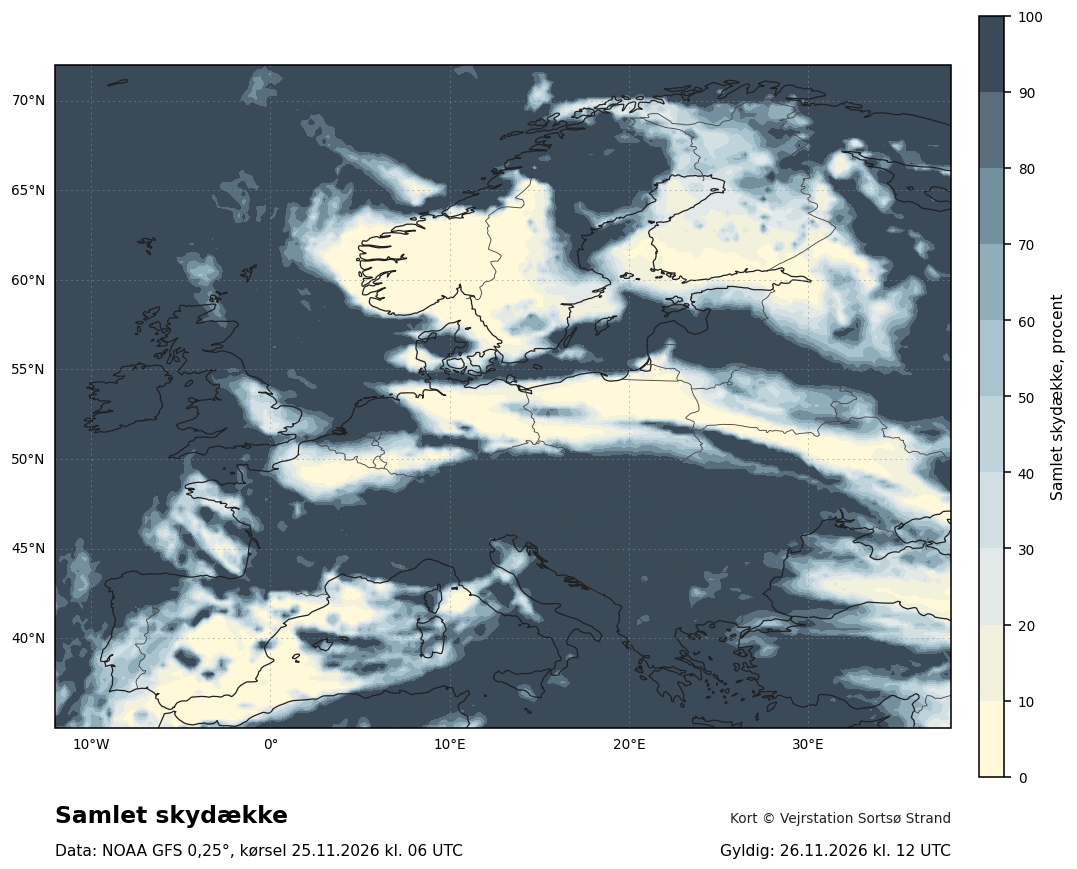 100
90
80
70
60
50
40
30
20
10
0
Samlet skydække, procent
70°N
65°N
60°N
55°N
50°N
45°N
40°N
10°W
0°
10°E
20°E
30°E
Samlet skydække
Kort © Vejrstation Sortsø Strand
Data: NOAA GFS 0,25°, kørsel 25.11.2026 kl. 06 UTC
Gyldig: 26.11.2026 kl. 12 UTC